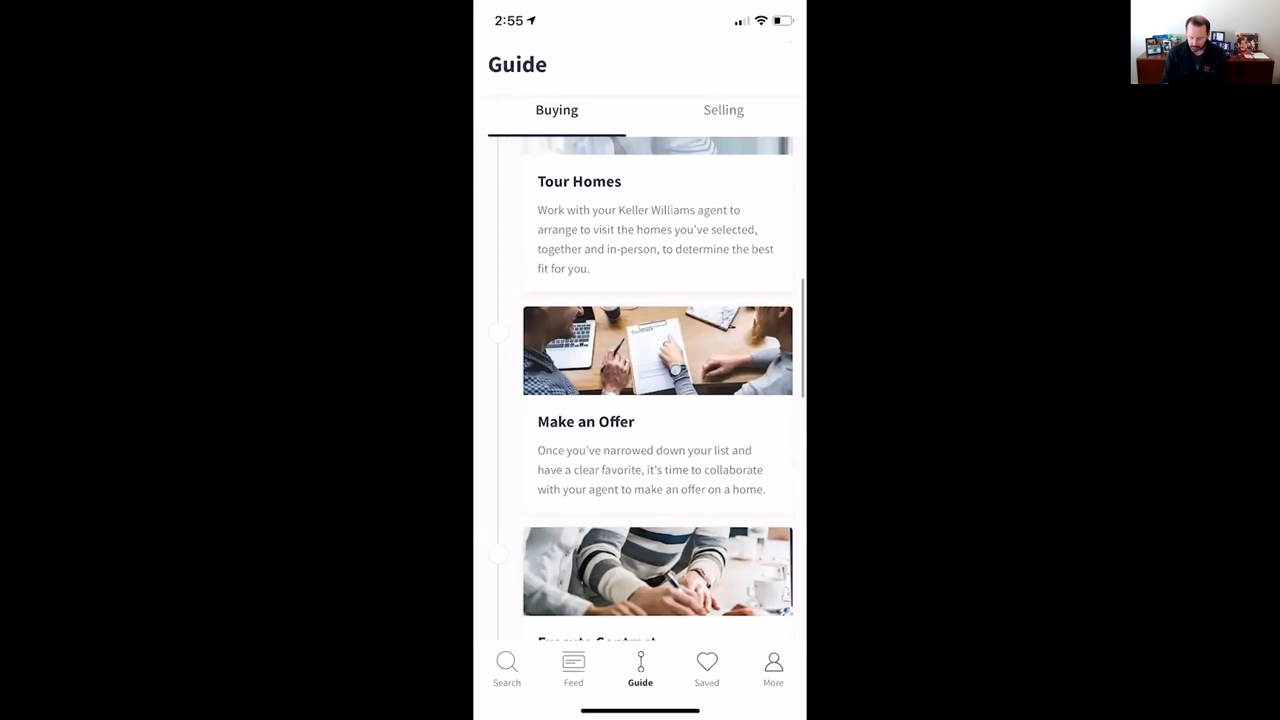 2:55
Guide
Buying
Selling
Tour Homes
Work with your Keller Williams agent to
arrange to visit the homes you've selected,
together and in-person, to determine the best
fit for you.
Make an Offer
Once you've narrowed down your list and
have a clear favorite, it's time to collaborate
with your agent to make an offer on a home.
Execute Contract
Search
Feed
Guide
Saved
More